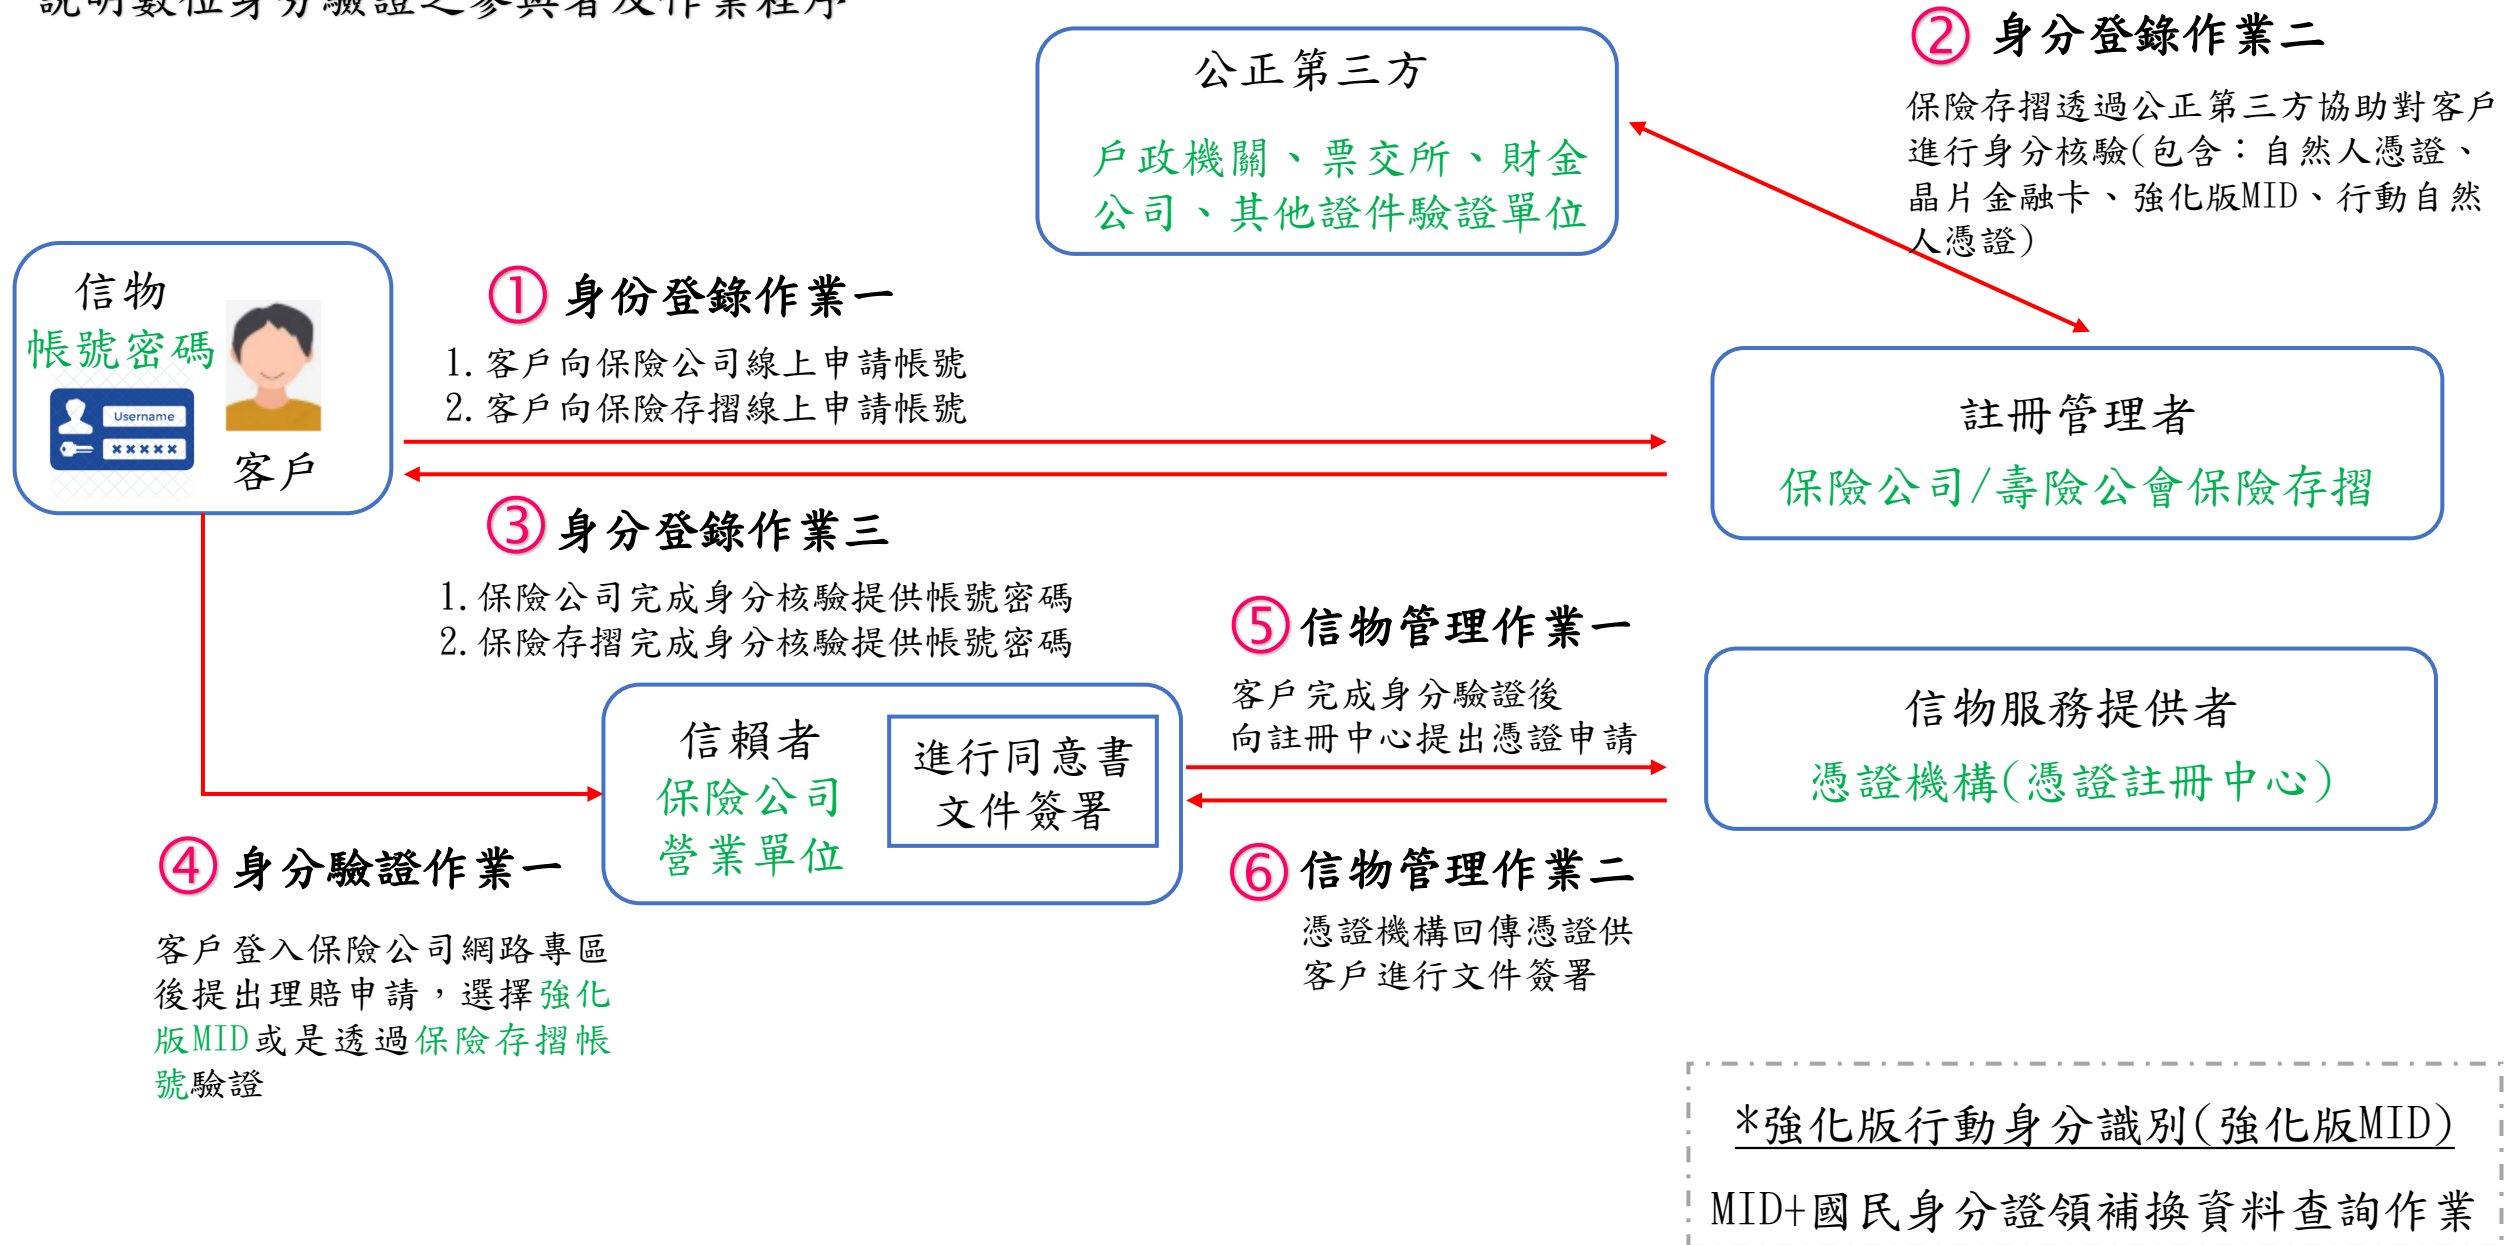 說明數位身分驗證之參與者及作業程序
公正第三方
戶政機關、票交所、財金
公司、其他證件驗證單位
② 身分登錄作業二
保險存摺透過公正第三方協助對客戶
進行身分核驗(包含：自然人憑證、
晶片金融卡、強化版MID、行動自然
人憑證)
信物
帳號密碼
Username
×××××
客戶
① 身份登錄作業一
1.客戶向保險公司線上申請帳號
2.客戶向保險存摺線上申請帳號
註冊管理者
保險公司/壽險公會保險存摺
③ 身分登錄作業三
1.保險公司完成身分核驗提供帳號密碼
2.保險存摺完成身分核驗提供帳號密碼
信賴者
保險公司
營業單位
進行同意書
文件簽署
⑤ 信物管理作業一
客戶完成身分驗證後
向註冊中心提出憑證申請
信物服務提供者
憑證機構(憑證註冊中心)
④ 身分驗證作業一
客戶登入保險公司網路專區
後提出理賠申請，選擇強化
版MID或是透過保險存摺帳
號驗證
⑥ 信物管理作業二
憑證機構回傳憑證供
客戶進行文件簽署
*強化版行動身分識別(強化版MID)
MID+國民身分證領補換資料查詢作業